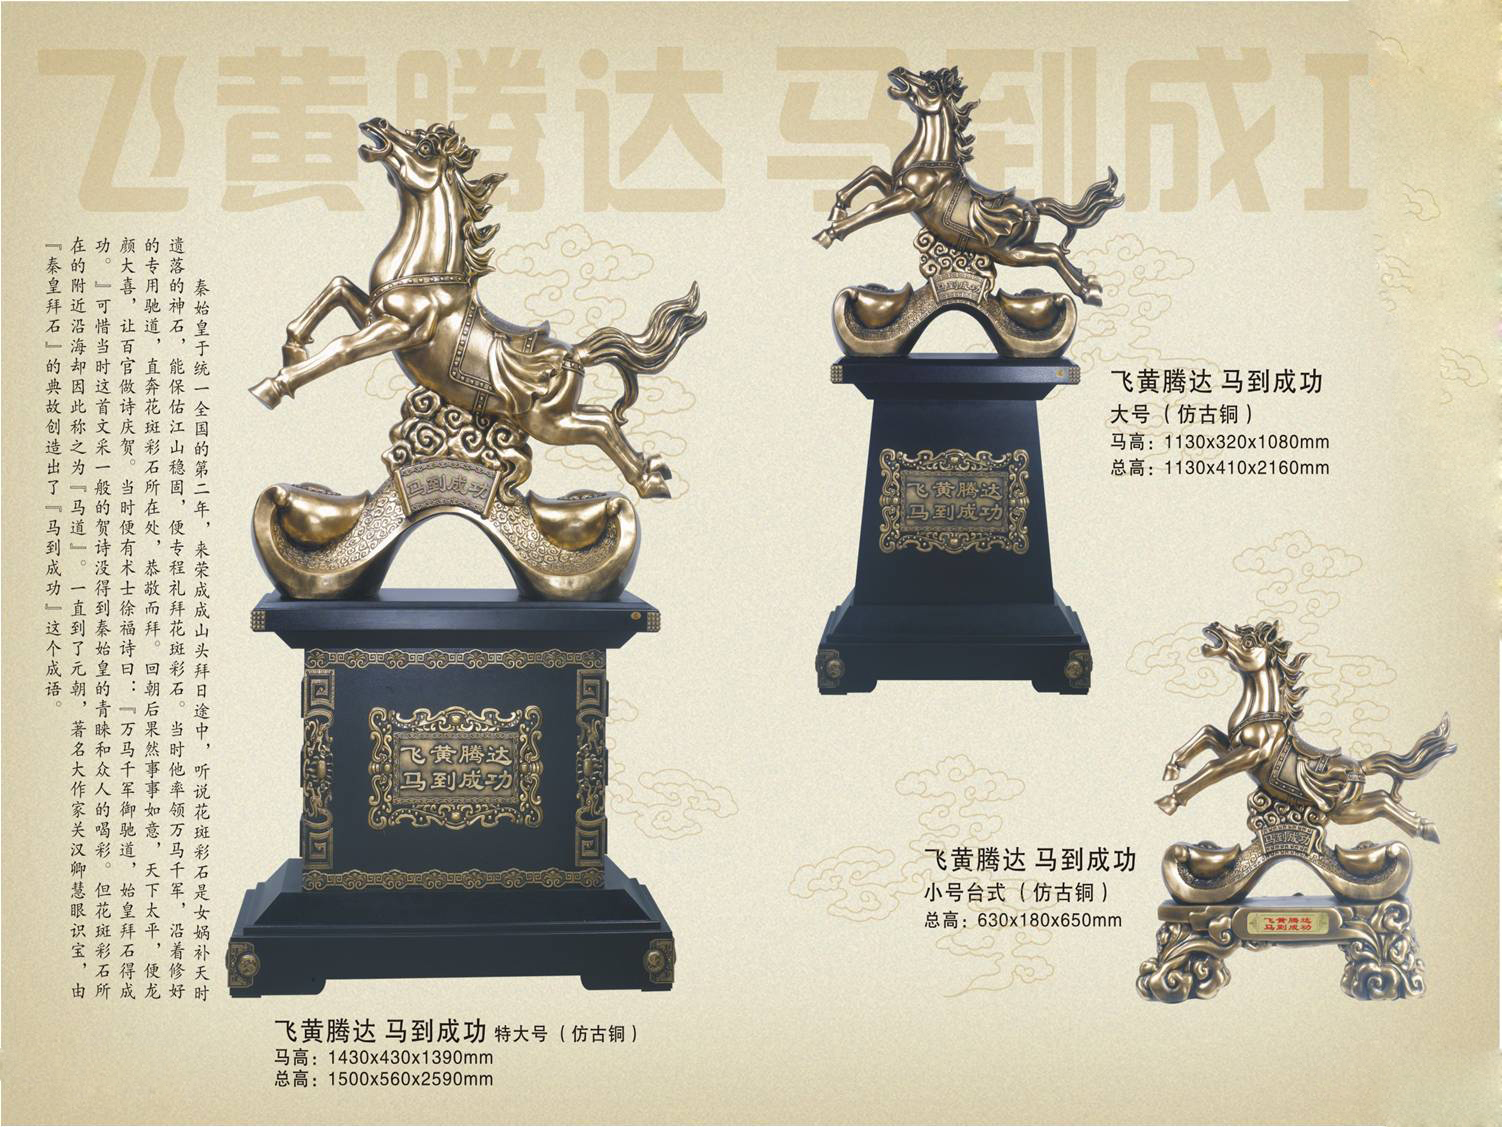 飞黄腾达 马到成工
秦始皇于统一全国的第二年，来荣成成山头拜日途中，听说花斑彩石是女娲补天时
遗落的神石，能保佑江山稳固，便专程礼拜花斑彩石。当时他率领万马千军，沿着修好
的专用驰道，直奔花斑彩石所在处，恭敬而拜。回朝后果然事事如意，天下太平，便龙
颜大喜，让百官做诗庆贺。当时便有术士徐福诗曰：『万马千军御驰道，始皇拜石得成
功。』可惜当时这首文采一般的贺诗没得到秦始皇的青睐和众人的喝彩。但花斑彩石所
在的附近沿海却因此称之为『马道』。一直到了元朝，著名大作家关汉卿慧眼识宝，由
『秦皇拜石』的典故创造出了『马到成功』这个成语。
马到成功
飞黄腾达
马到成功
飞黄腾达 马到成功 特大号（仿古铜）
马高：1430x430x1390mm
总高：1500x560x2590mm
马到成功
飞黄腾达
马到成功
飞黄腾达 马到成功
大号（仿古铜）
马高：1130x320x1080mm
总高：1130x410x2160mm
马到成功
飞黄腾达
马到成功
飞黄腾达 马到成功
小号台式（仿古铜）
总高：630x180x650mm